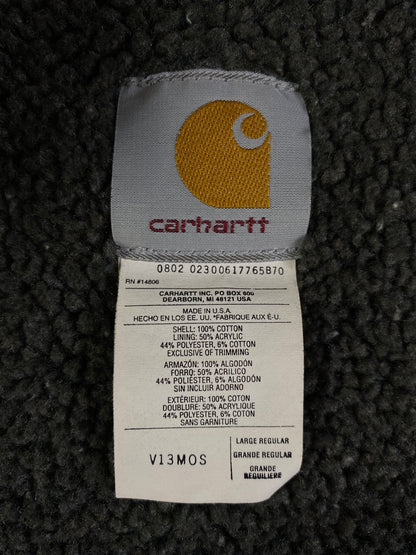 carhartt
0802 02300617765B70
RN #14806
CARHARTT INC. PO BOX 600
DEARBORN, MI 48121 USA
MADE IN U.S.A.
HECHO EN LOS EE. UU. *FABRIQUE AUX É-U.
SHELL: 100% COTTON
LINING: 50% ACRYLIC
44% POLYESTER, 6% COTTON
EXCLUSIVE OF TRIMMING
ARMAZÓN: 100% ALGODÓN
FORRO: 50% ACRILICO
44% POLIÉSTER, 6% ALGODÓN
SIN INCLUIR ADORNO
EXTÉRIEUR: 100% COTON
DOUBLURE: 50% ACRYLIQUE
44% POLYESTER, 6% COTON
SANS GARNITURE
V13MOS
LARGE REGULAR
GRANDE REGULAR
GRANDE
REGUILIERE